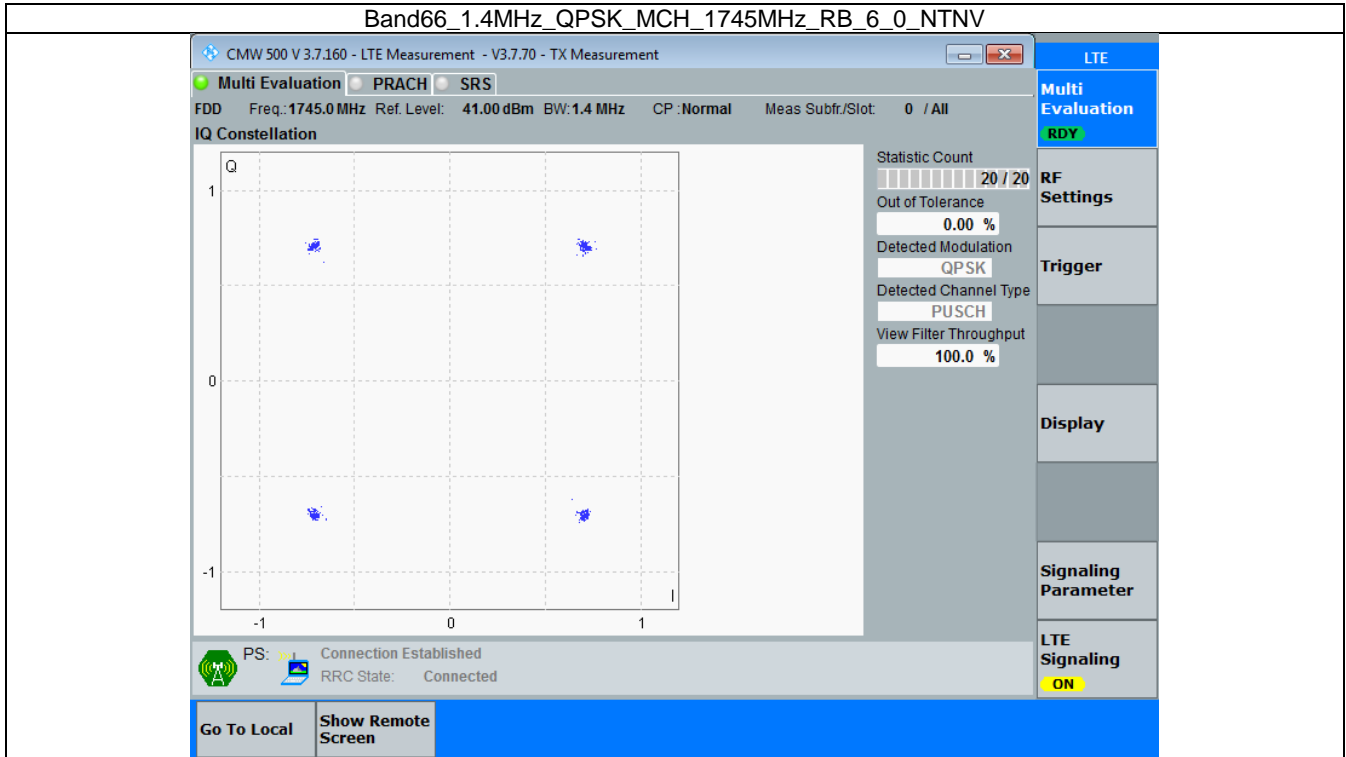 Band66_1.4MHz_QPSK_MCH_1745MHz_RB_6_0_NTNV
CMW 500 V 3.7.160 - LTE Measurement - V3.7.70 - TX Measurement
LTE
Multi Evaluation PRACH SRS
FDD Freq.:1745.0 MHz Ref. Level: 41.00 dBm BW:1.4 MHz CP :Normal Meas Subfr./Slot: 0 / All
IQ Constellation
Q
1
0
-1
I
-1 0 1
Statistic Count
20 / 20
Out of Tolerance
0.00 %
Detected Modulation
QPSK
Detected Channel Type
PUSCH
View Filter Throughput
100.0 %
Multi
Evaluation
RDY
RF
Settings
Trigger
Display
Signaling
Parameter
LTE
Signaling
ON
PS: Connection Established
RRC State: Connected
Go To Local
Show Remote
Screen